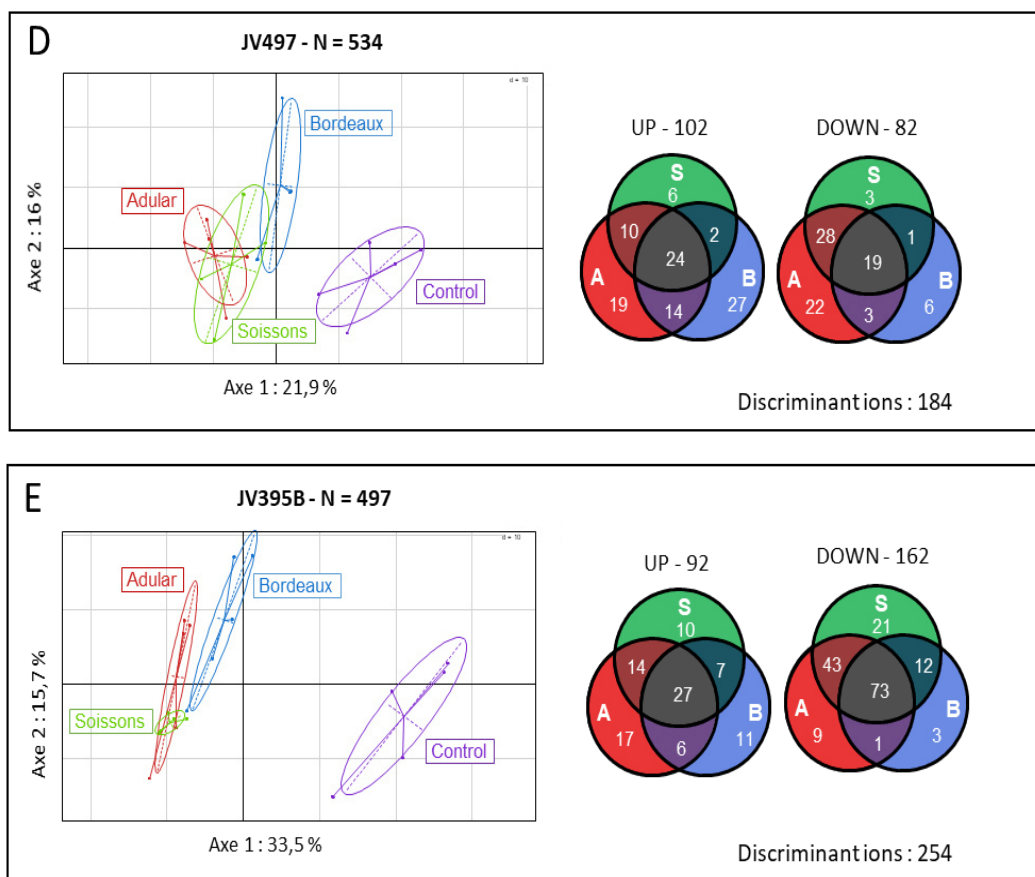 D
JV497 - N = 534
d = 10
Bordeaux
Adular
Control
Soissons
Axe 2 : 16 %
Axe 1 : 21,9 %
UP - 102
S
6
10
2
24
A
B
19
14
27
DOWN - 82
S
3
28
1
19
A
B
22
3
6
Discriminant ions : 184
E
JV395B - N = 497
d = 10
Adular
Bordeaux
Soissons
Control
Axe 2 : 15,7 %
Axe 1 : 33,5 %
UP - 92
S
10
14
7
27
A
B
17
6
11
DOWN - 162
S
21
43
12
73
A
B
9
1
3
Discriminant ions : 254